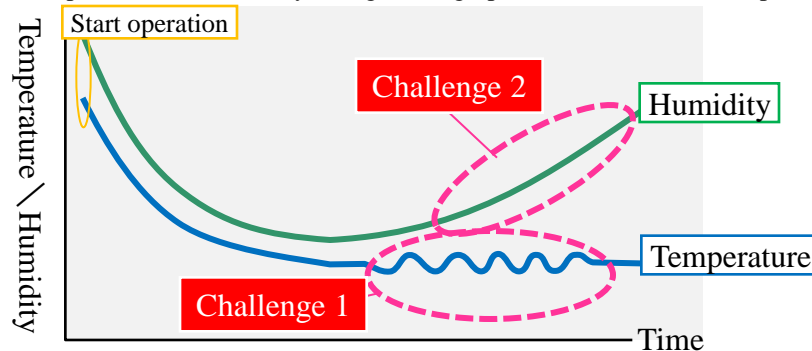 Start operation
Temperature \ Humidity
Challenge 2
Humidity
Temperature
Challenge 1
Time